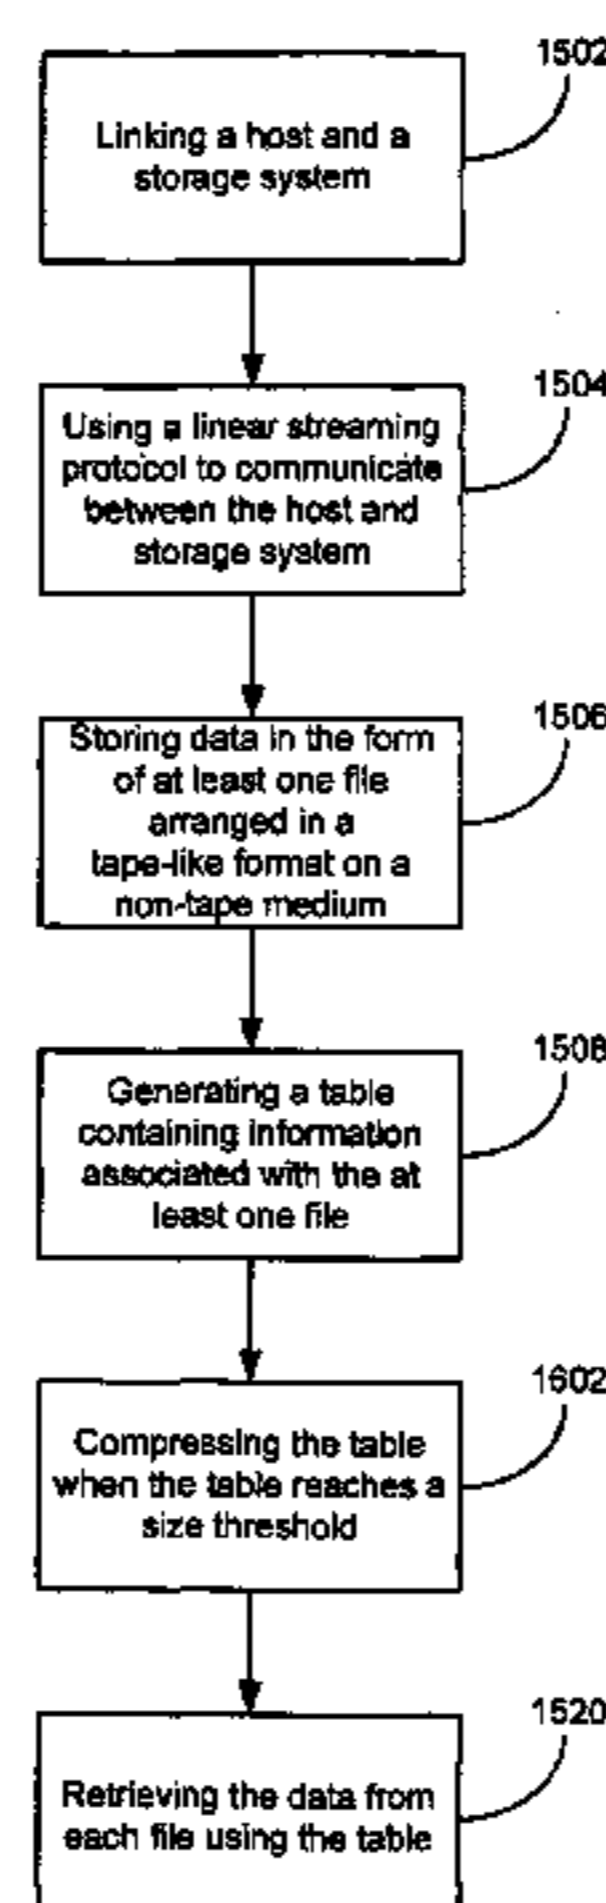 1502
Linking a host and a
storage system
1504
Using a linear streaming
protocol to communicate
between the host and
storage system
1506
Storing data in the form
of at least one file
arranged in a
tape-like format on a
non-tape medium
1508
Generating a table
containing information
associated with the at
least one file
1602
Compressing the table
when the table reaches a
size threshold
1520
Retrieving the data from
each file using the table